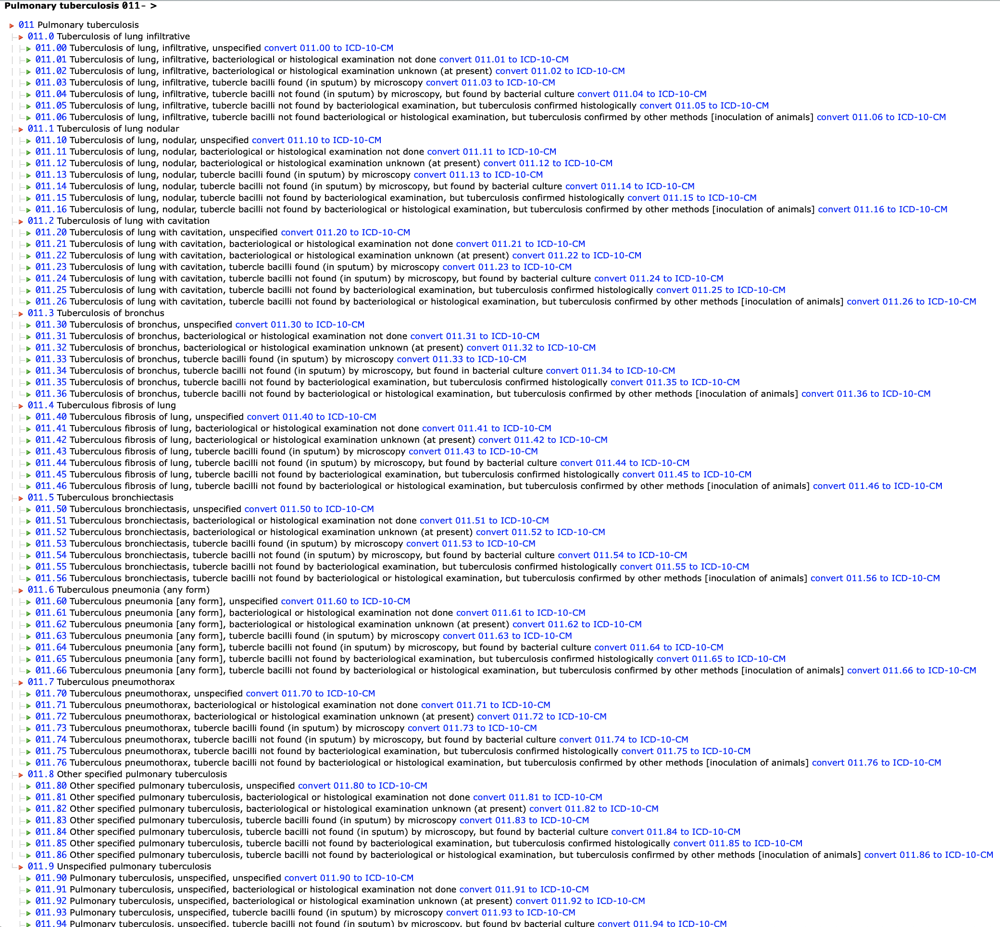 Pulmonary tuberculosis 011- >
011 Pulmonary tuberculosis
011.0 Tuberculosis of lung infiltrative
011.00 Tuberculosis of lung, infiltrative, unspecified convert 011.00 to ICD-10-CM
011.01 Tuberculosis of lung, infiltrative, bacteriological or histological examination not done convert 011.01 to ICD-10-CM
011.02 Tuberculosis of lung, infiltrative, bacteriological or histological examination unknown (at present) convert 011.02 to ICD-10-CM
011.03 Tuberculosis of lung, infiltrative, tubercle bacilli found (in sputum) by microscopy convert 011.03 to ICD-10-CM
011.04 Tuberculosis of lung, infiltrative, tubercle bacilli not found (in sputum) by microscopy, but found by bacterial culture convert 011.04 to ICD-10-CM
011.05 Tuberculosis of lung, infiltrative, tubercle bacilli not found by bacteriological examination, but tuberculosis confirmed histologically convert 011.05 to ICD-10-CM
011.06 Tuberculosis of lung, infiltrative, tubercle bacilli not found bacteriological or histological examination, but tuberculosis confirmed by other methods [inoculation of animals] convert 011.06 to ICD-10-CM
011.1 Tuberculosis of lung nodular
011.10 Tuberculosis of lung, nodular, unspecified convert 011.10 to ICD-10-CM
011.11 Tuberculosis of lung, nodular, bacteriological or histological examination not done convert 011.11 to ICD-10-CM
011.12 Tuberculosis of lung, nodular, bacteriological or histological examination unknown (at present) convert 011.12 to ICD-10-CM
011.13 Tuberculosis of lung, nodular, tubercle bacilli found (in sputum) by microscopy convert 011.13 to ICD-10-CM
011.14 Tuberculosis of lung, nodular, tubercle bacilli not found (in sputum) by microscopy, but found by bacterial culture convert 011.14 to ICD-10-CM
011.15 Tuberculosis of lung, nodular, tubercle bacilli not found by bacteriological examination, but tuberculosis confirmed histologically convert 011.15 to ICD-10-CM
011.16 Tuberculosis of lung, nodular, tubercle bacilli not found by bacteriological or histological examination, but tuberculosis confirmed by other methods [inoculation of animals] convert 011.16 to ICD-10-CM
011.2 Tuberculosis of lung with cavitation
011.20 Tuberculosis of lung with cavitation, unspecified convert 011.20 to ICD-10-CM
011.21 Tuberculosis of lung with cavitation, bacteriological or histological examination not done convert 011.21 to ICD-10-CM
011.22 Tuberculosis of lung with cavitation, bacteriological or histological examination unknown (at present) convert 011.22 to ICD-10-CM
011.23 Tuberculosis of lung with cavitation, tubercle bacilli found (in sputum) by microscopy convert 011.23 to ICD-10-CM
011.24 Tuberculosis of lung with cavitation, tubercle bacilli not found (in sputum) by microscopy, but found by bacterial culture convert 011.24 to ICD-10-CM
011.25 Tuberculosis of lung with cavitation, tubercle bacilli not found by bacteriological examination, but tuberculosis confirmed histologically convert 011.25 to ICD-10-CM
011.26 Tuberculosis of lung with cavitation, tubercle bacilli not found by bacteriological or histological examination, but tuberculosis confirmed by other methods [inoculation of animals] convert 011.26 to ICD-10-CM
011.3 Tuberculosis of bronchus
011.30 Tuberculosis of bronchus, unspecified convert 011.30 to ICD-10-CM
011.31 Tuberculosis of bronchus, bacteriological or histological examination not done convert 011.31 to ICD-10-CM
011.32 Tuberculosis of bronchus, bacteriological or histological examination unknown (at present) convert 011.32 to ICD-10-CM
011.33 Tuberculosis of bronchus, tubercle bacilli found (in sputum) by microscopy convert 011.33 to ICD-10-CM
011.34 Tuberculosis of bronchus, tubercle bacilli not found (in sputum) by microscopy, but found in bacterial culture convert 011.34 to ICD-10-CM
011.35 Tuberculosis of bronchus, tubercle bacilli not found by bacteriological examination, but tuberculosis confirmed histologically convert 011.35 to ICD-10-CM
011.36 Tuberculosis of bronchus, tubercle bacilli not found by bacteriological or histological examination, but tuberculosis confirmed by other methods [inoculation of animals] convert 011.36 to ICD-10-CM
011.4 Tuberculous fibrosis of lung
011.40 Tuberculous fibrosis of lung, unspecified convert 011.40 to ICD-10-CM
011.41 Tuberculous fibrosis of lung, bacteriological or histological examination not done convert 011.41 to ICD-10-CM
011.42 Tuberculous fibrosis of lung, bacteriological or histological examination unknown (at present) convert 011.42 to ICD-10-CM
011.43 Tuberculous fibrosis of lung, tubercle bacilli found (in sputum) by microscopy convert 011.43 to ICD-10-CM
011.44 Tuberculous fibrosis of lung, tubercle bacilli not found (in sputum) by microscopy, but found by bacterial culture convert 011.44 to ICD-10-CM
011.45 Tuberculous fibrosis of lung, tubercle bacilli not found by bacteriological examination, but tuberculosis confirmed histologically convert 011.45 to ICD-10-CM
011.46 Tuberculous fibrosis of lung, tubercle bacilli not found by bacteriological or histological examination, but tuberculosis confirmed by other methods [inoculation of animals] convert 011.46 to ICD-10-CM
011.5 Tuberculous bronchiectasis
011.50 Tuberculous bronchiectasis, unspecified convert 011.50 to ICD-10-CM
011.51 Tuberculous bronchiectasis, bacteriological or histological examination not done convert 011.51 to ICD-10-CM
011.52 Tuberculous bronchiectasis, bacteriological or histological examination unknown (at present) convert 011.52 to ICD-10-CM
011.53 Tuberculous bronchiectasis, tubercle bacilli found (in sputum) by microscopy convert 011.53 to ICD-10-CM
011.54 Tuberculous bronchiectasis, tubercle bacilli not found (in sputum) by microscopy, but found by bacterial culture convert 011.54 to ICD-10-CM
011.55 Tuberculous bronchiectasis, tubercle bacilli not found by bacteriological examination, but tuberculosis confirmed histologically convert 011.55 to ICD-10-CM
011.56 Tuberculous bronchiectasis, tubercle bacilli not found by bacteriological or histological examination, but tuberculosis confirmed by other methods [inoculation of animals] convert 011.56 to ICD-10-CM
011.6 Tuberculous pneumonia (any form)
011.60 Tuberculous pneumonia [any form], unspecified convert 011.60 to ICD-10-CM
011.61 Tuberculous pneumonia [any form], bacteriological or histological examination not done convert 011.61 to ICD-10-CM
011.62 Tuberculous pneumonia [any form], bacteriological or histological examination unknown (at present) convert 011.62 to ICD-10-CM
011.63 Tuberculous pneumonia [any form], tubercle bacilli found (in sputum) by microscopy convert 011.63 to ICD-10-CM
011.64 Tuberculous pneumonia [any form], tubercle bacilli not found (in sputum) by microscopy, but found by bacterial culture convert 011.64 to ICD-10-CM
011.65 Tuberculous pneumonia [any form], tubercle bacilli not found by bacteriological examination, but tuberculosis confirmed histologically convert 011.65 to ICD-10-CM
011.66 Tuberculous pneumonia [any form], tubercle bacilli not found by bacteriological or histological examination, but tuberculosis confirmed by other methods [inoculation of animals] convert 011.66 to ICD-10-CM
011.7 Tuberculous pneumothorax
011.70 Tuberculous pneumothorax, unspecified convert 011.70 to ICD-10-CM
011.71 Tuberculous pneumothorax, bacteriological or histological examination not done convert 011.71 to ICD-10-CM
011.72 Tuberculous pneumothorax, bacteriological or histological examination unknown (at present) convert 011.72 to ICD-10-CM
011.73 Tuberculous pneumothorax, tubercle bacilli found (in sputum) by microscopy convert 011.73 to ICD-10-CM
011.74 Tuberculous pneumothorax, tubercle bacilli not found (in sputum) by microscopy, but found by bacterial culture convert 011.74 to ICD-10-CM
011.75 Tuberculous pneumothorax, tubercle bacilli not found by bacteriological examination, but tuberculosis confirmed histologically convert 011.75 to ICD-10-CM
011.76 Tuberculous pneumothorax, tubercle bacilli not found by bacteriological or histological examination, but tuberculosis confirmed by other methods [inoculation of animals] convert 011.76 to ICD-10-CM
011.8 Other specified pulmonary tuberculosis
011.80 Other specified pulmonary tuberculosis, unspecified convert 011.80 to ICD-10-CM
011.81 Other specified pulmonary tuberculosis, bacteriological or histological examination not done convert 011.81 to ICD-10-CM
011.82 Other specified pulmonary tuberculosis, bacteriological or histological examination unknown (at present) convert 011.82 to ICD-10-CM
011.83 Other specified pulmonary tuberculosis, tubercle bacilli found (in sputum) by microscopy convert 011.83 to ICD-10-CM
011.84 Other specified pulmonary tuberculosis, tubercle bacilli not found (in sputum) by microscopy, but found by bacterial culture convert 011.84 to ICD-10-CM
011.85 Other specified pulmonary tuberculosis, tubercle bacilli not found by bacteriological examination, but tuberculosis confirmed histologically convert 011.85 to ICD-10-CM
011.86 Other specified pulmonary tuberculosis, tubercle bacilli not found by bacteriological or histological examination, but tuberculosis confirmed by other methods [inoculation of animals] convert 011.86 to ICD-10-CM
011.9 Unspecified pulmonary tuberculosis
011.90 Pulmonary tuberculosis, unspecified, unspecified convert 011.90 to ICD-10-CM
011.91 Pulmonary tuberculosis, unspecified, bacteriological or histological examination not done convert 011.91 to ICD-10-CM
011.92 Pulmonary tuberculosis, unspecified, bacteriological or histological examination unknown (at present) convert 011.92 to ICD-10-CM
011.93 Pulmonary tuberculosis, unspecified, tubercle bacilli found (in sputum) by microscopy convert 011.93 to ICD-10-CM
011.94 Pulmonary tuberculosis, unspecified, tubercle bacilli not found (in sputum) by microscopy, but found by bacterial culture convert 011.94 to ICD-10-CM